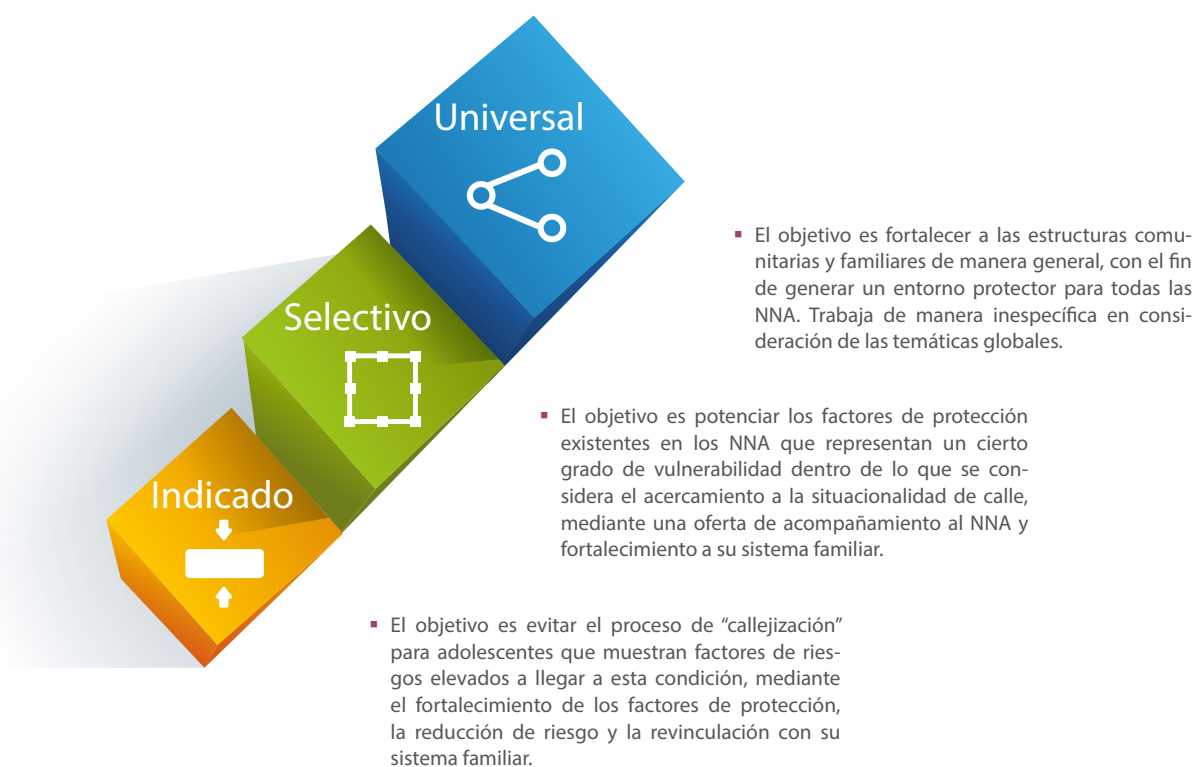 Universal
▪ El objetivo es fortalecer a las estructuras comu-
nitarias y familiares de manera general, con el fin
de generar un entorno protector para todas las
NNA. Trabaja de manera inespecífica en consi-
deración de las temáticas globales.
Selectivo
▪ El objetivo es potenciar los factores de protección
existentes en los NNA que representan un cierto
grado de vulnerabilidad dentro de lo que se con-
sidera el acercamiento a la situacionalidad de calle,
mediante una oferta de acompañamiento al NNA y
fortalecimiento a su sistema familiar.
Indicado
▪ El objetivo es evitar el proceso de “callejización”
para adolescentes que muestran factores de ries-
gos elevados a llegar a esta condición, mediante
el fortalecimiento de los factores de protección,
la reducción de riesgo y la revinculación con su
sistema familiar.